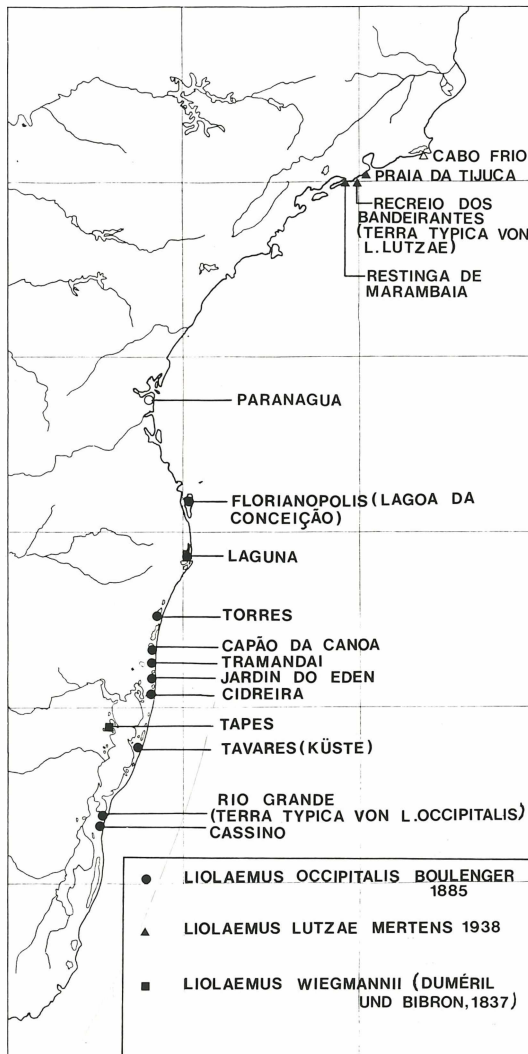 CABO FRIO
PRAIA DA TIJUCA
RECREIO DOS
BANDEIRANTES
(TERRA TYPICA VON
L.LUTZAE)
RESTINGA DE
MARAMBAIA
PARANAGUA
FLORIANOPOLIS (LAGOA DA
CONCEIÇÃO)
LAGUNA
TORRES
CAPÃO DA CANOA
TRAMANDAI
JARDIN DO EDEN
CIDREIRA
TAPES
TAVARES (KÜSTE)
RIO GRANDE
(TERRA TYPICA VON L.OCCIPITALIS)
CASSINO
LIOLAEMUS OCCIPITALIS BOULENGER
1885
LIOLAEMUS LUTZAE MERTENS 1938
LIOLAEMUS WIEGMANNII (DUMÉRIL
UND BIBRON, 1837)